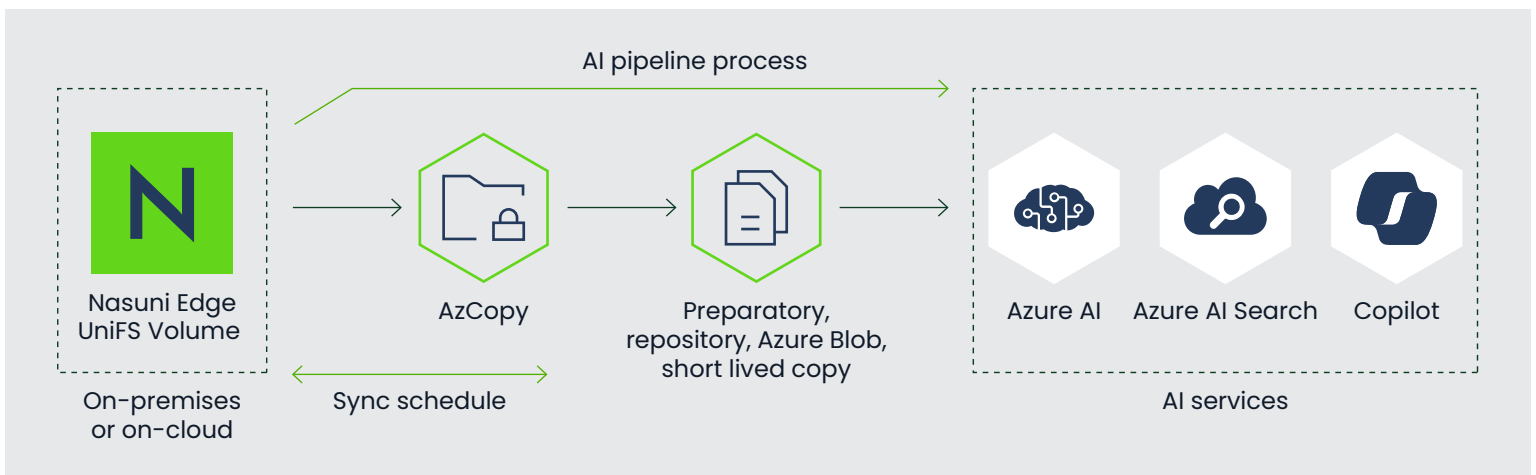 AI pipeline process
N
Nasuni Edge
UniFS Volume
On-premises
or on-cloud
AzCopy
Sync schedule
Preparatory,
repository, Azure Blob,
short lived copy
Azure AI
Azure AI Search
Copilot
AI services